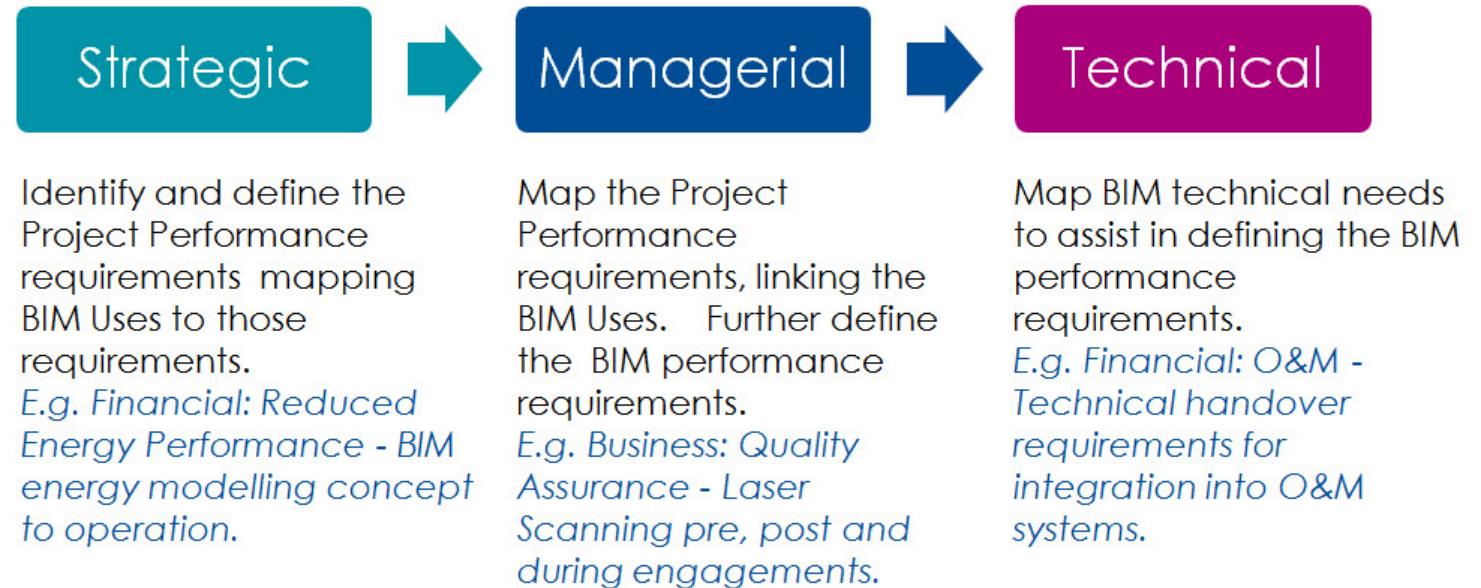 Strategic
Managerial
Technical
Identify and define the
Project Performance
requirements  mapping
BIM Uses to those
requirements.
E.g. Financial: Reduced
Energy Performance - BIM
energy modelling concept
to operation.
Map the Project
Performance
requirements, linking the
BIM Uses.   Further define
the  BIM performance
requirements.
E.g. Business: Quality
Assurance - Laser
Scanning pre, post and
during engagements.
Map BIM technical needs
to assist in defining the BIM
performance
requirements.
E.g. Financial: O&M -
Technical handover
requirements for
integration into O&M
systems.